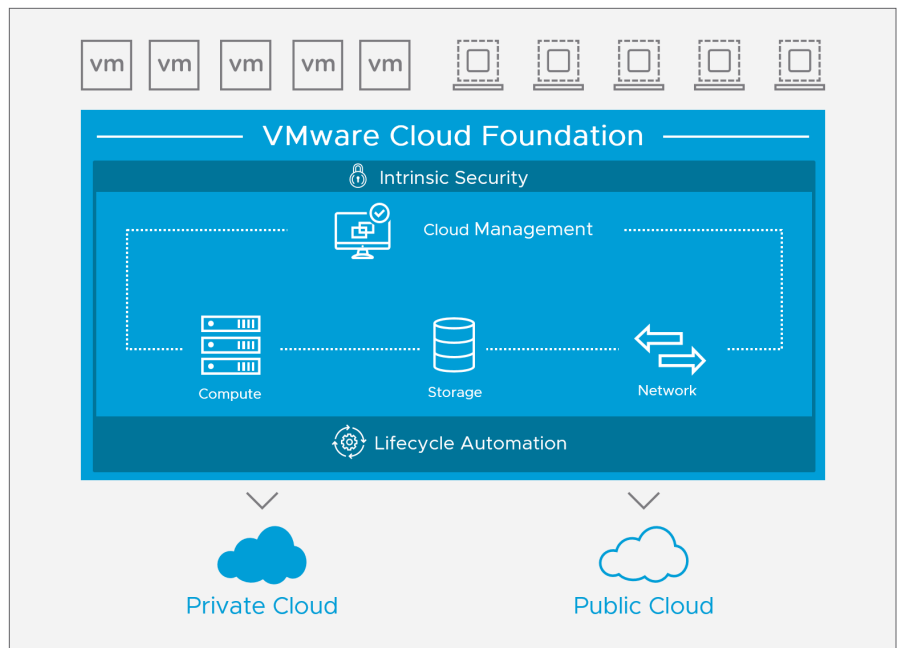 vm vm vm vm vm
VMware Cloud Foundation
Intrinsic Security
Cloud Management
Compute Storage Network
Lifecycle Automation
Private Cloud Public Cloud